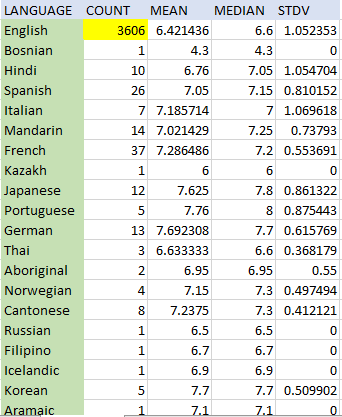 LANGUAGE COUNT MEAN MEDIAN STDV
English 3606 6.421436 6.6 1.052353
Bosnian 1 4.3 4.3 0
Hindi 10 6.76 7.05 1.054704
Spanish 26 7.05 7.15 0.810152
Italian 7 7.185714 7 1.069618
Mandarin 14 7.021429 7.25 0.73793
French 37 7.286486 7.2 0.553691
Kazakh 1 6 6 0
Japanese 12 7.625 7.8 0.861322
Portuguese 5 7.76 8 0.875443
German 13 7.692308 7.7 0.615769
Thai 3 6.633333 6.6 0.368179
Aboriginal 2 6.95 6.95 0.55
Norwegian 4 7.15 7.3 0.497494
Cantonese 8 7.2375 7.3 0.412121
Russian 1 6.5 6.5 0
Filipino 1 6.7 6.7 0
Icelandic 1 6.9 6.9 0
Korean 5 7.7 7.7 0.509902
Aramaic 1 7.1 7.1 0